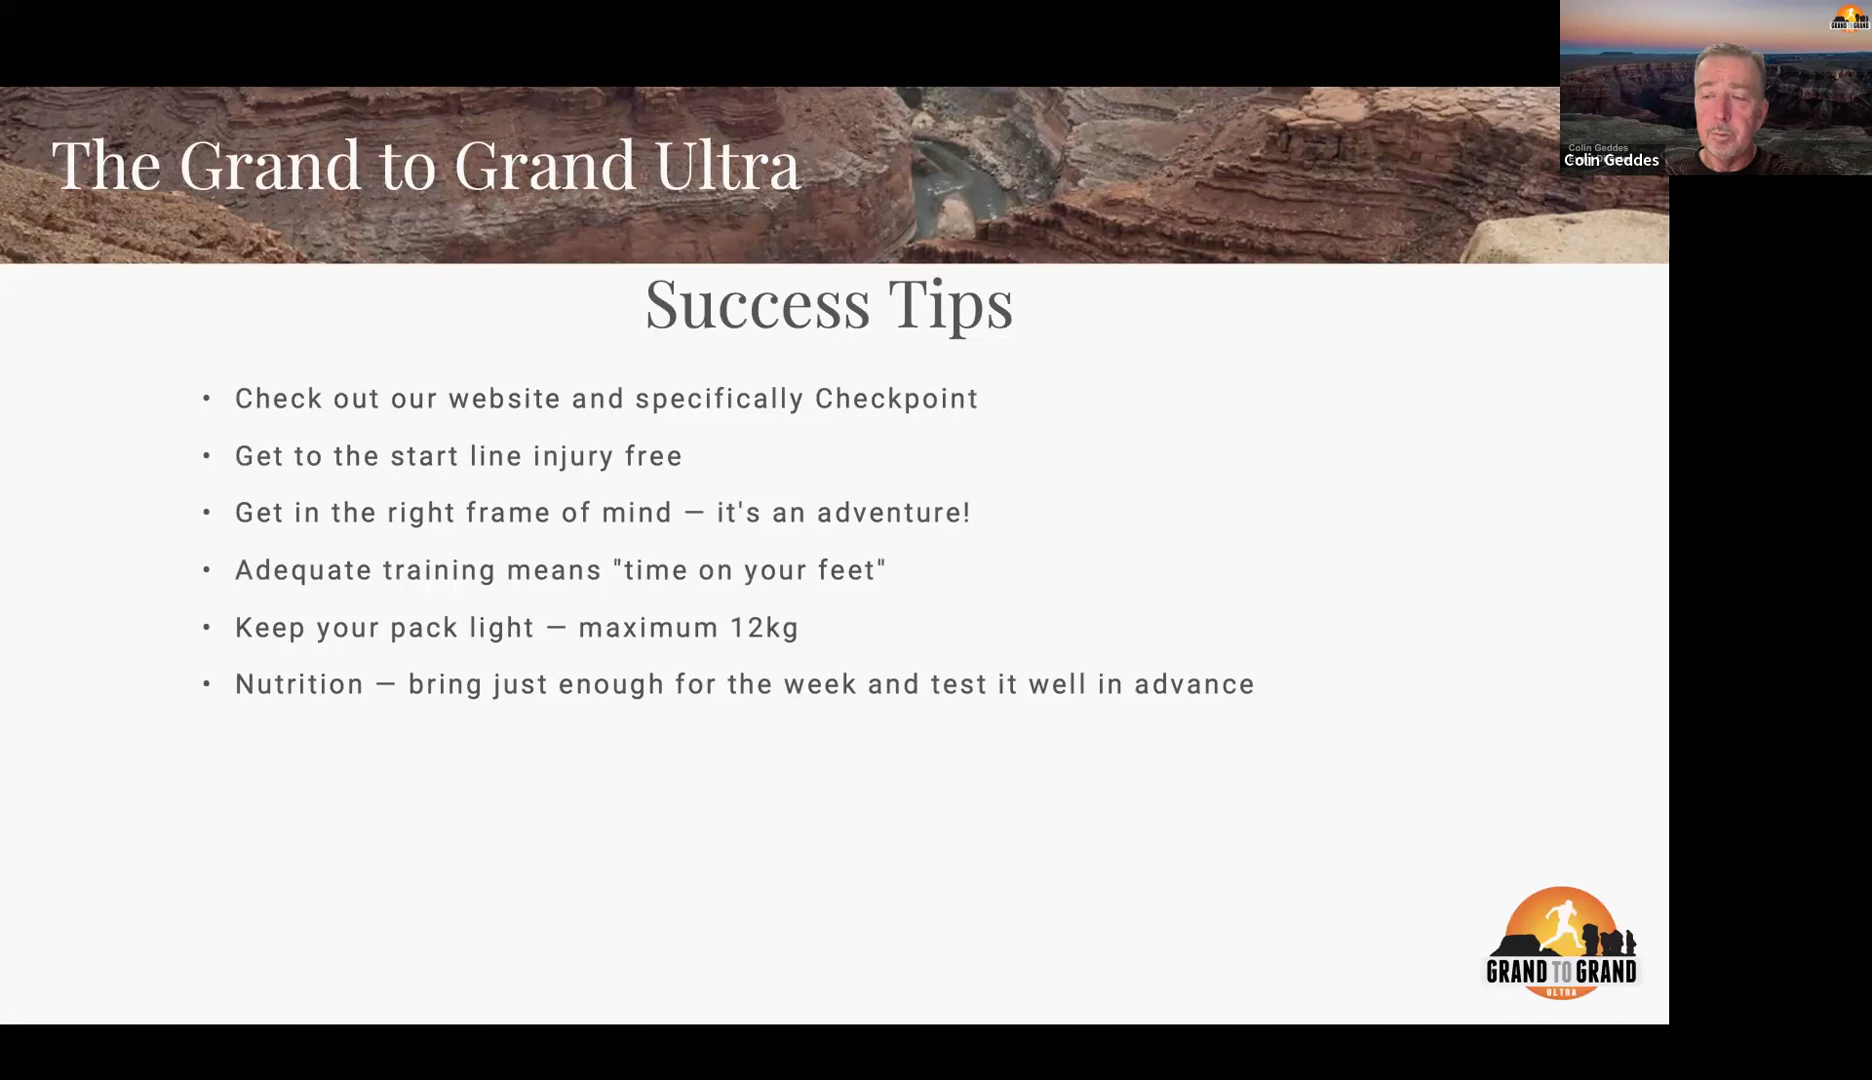 The Grand to Grand Ultra
GRAND TO GRAND
Colin Geddes
Colin Geddes
Success Tips
• Check out our website and specifically Checkpoint
• Get to the start line injury free
• Get in the right frame of mind — it's an adventure!
• Adequate training means "time on your feet"
• Keep your pack light — maximum 12kg
• Nutrition — bring just enough for the week and test it well in advance
GRAND TO GRAND
ULTRA